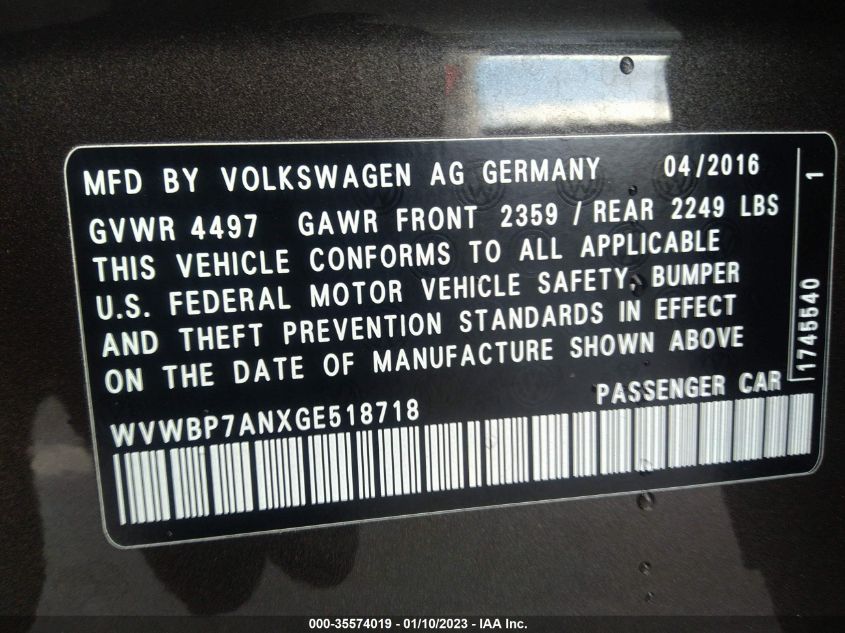 MFD BY VOLKSWAGEN AG GERMANY 04/2016
GVWR 4497 GAWR FRONT 2359 / REAR 2249 LBS
THIS VEHICLE CONFORMS TO ALL APPLICABLE
U.S. FEDERAL MOTOR VEHICLE SAFETY, BUMPER
AND THEFT PREVENTION STANDARDS IN EFFECT
ON THE DATE OF MANUFACTURE SHOWN ABOVE
PASSENGER CAR
WVWBP7ANXGE518718
1745540 1
000-35574019 - 01/10/2023 - IAA Inc.